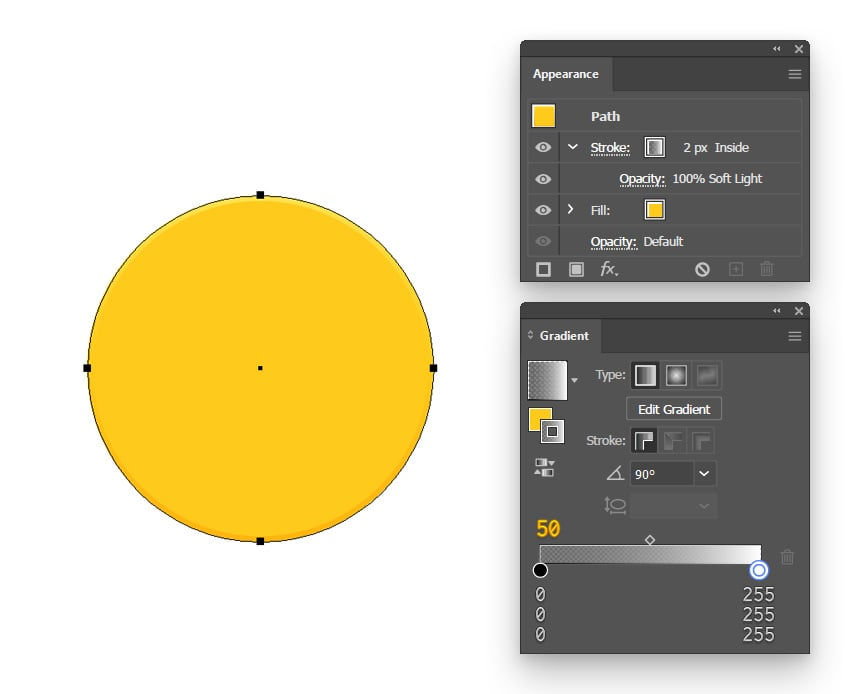 Appearance
Path
Stroke: 2 px Inside
Opacity: 100% Soft Light
Fill:
Opacity: Default
fx.
Gradient
Type:
Edit Gradient
Stroke:
90°
50
0 255
0 255
0 255